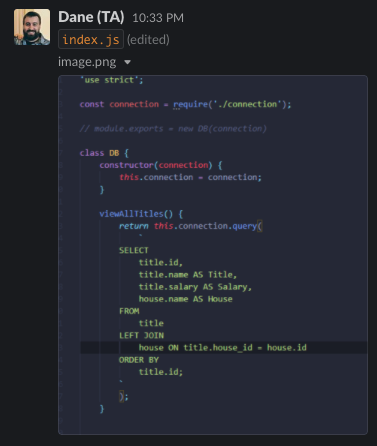 Dane (TA) 10:33 PM
index.js (edited)
image.png
'use strict';
const connection = require('./connection');
// module.exports = new DB(connection)
class DB {
constructor(connection) {
this.connection = connection;
}
viewAllTitles() {
return this.connection.query(
`
SELECT
title.id,
title.name AS Title,
title.salary AS Salary,
house.name AS House
FROM
title
LEFT JOIN
house ON title.house_id = house.id
ORDER BY
title.id;
`
);
}